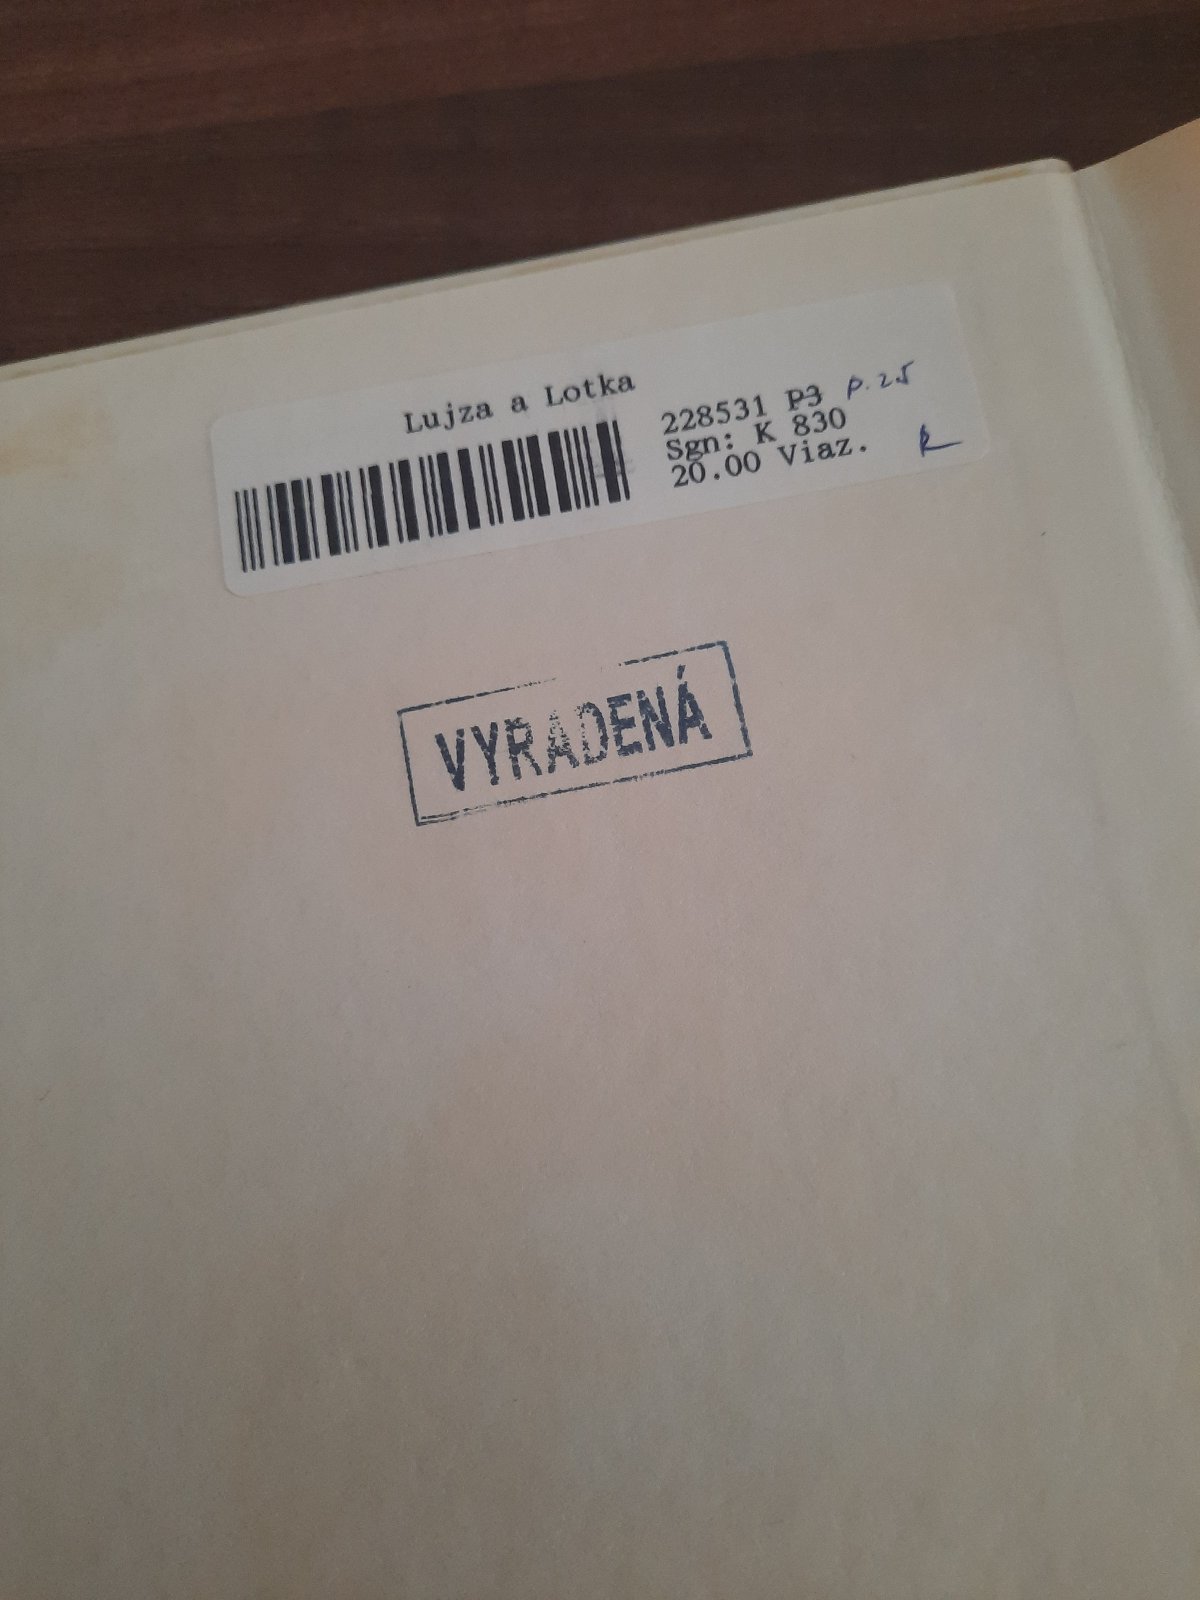 Lujza a Lotka
228531 P3 p.25
Sgn: K 830
20.00 Viaz. R
VYRADENÁ